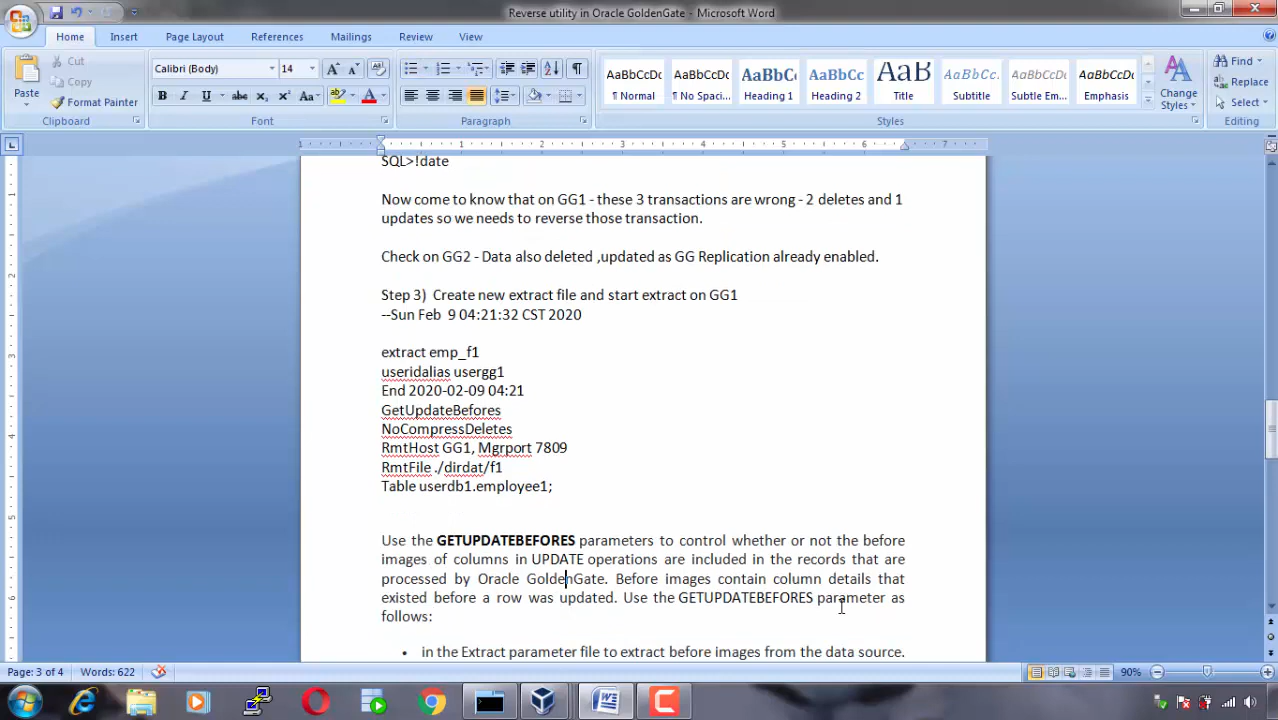 Reverse utility in Oracle GoldenGate - Microsoft Word
Home Insert Page Layout References Mailings Review View
Paste
Cut
Copy
Format Painter
Clipboard
Calibri (Body) 14
Font
Paragraph
AaBbCcDc AaBbCcDc AaBbC AaBbCc AaB AaBbCc. AaBbCcDc AaBbCcDc
¶ Normal ¶ No Spaci... Heading 1 Heading 2 Title Subtitle Subtle Em... Emphasis
Change Styles
Styles
Find
Replace
Select
Editing
SQL>!date
Now come to know that on GG1 - these 3 transactions are wrong - 2 deletes and 1
updates so we needs to reverse those transaction.
Check on GG2 - Data also deleted ,updated as GG Replication already enabled.
Step 3) Create new extract file and start extract on GG1
--Sun Feb 9 04:21:32 CST 2020
extract emp_f1
useridalias usergg1
End 2020-02-09 04:21
GetUpdateBefores
NoCompressDeletes
RmtHost GG1, Mgrport 7809
RmtFile ./dirdat/f1
Table userdb1.employee1;
Use the GETUPDATEBEFORES parameters to control whether or not the before
images of columns in UPDATE operations are included in the records that are
processed by Oracle GoldenGate. Before images contain column details that
existed before a row was updated. Use the GETUPDATEBEFORES parameter as
follows:
• in the Extract parameter file to extract before images from the data source.
Page: 3 of 4 Words: 622 90%